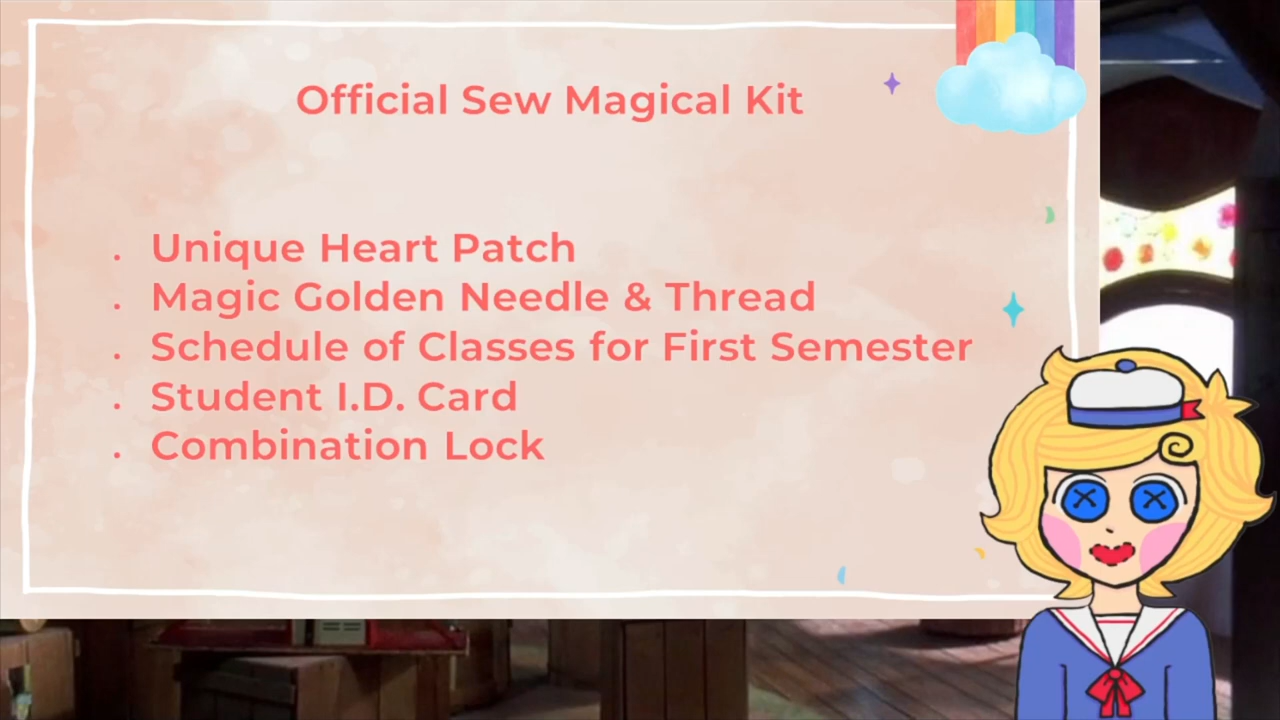 Official Sew Magical Kit
. Unique Heart Patch
. Magic Golden Needle & Thread
. Schedule of Classes for First Semester
. Student I.D. Card
. Combination Lock